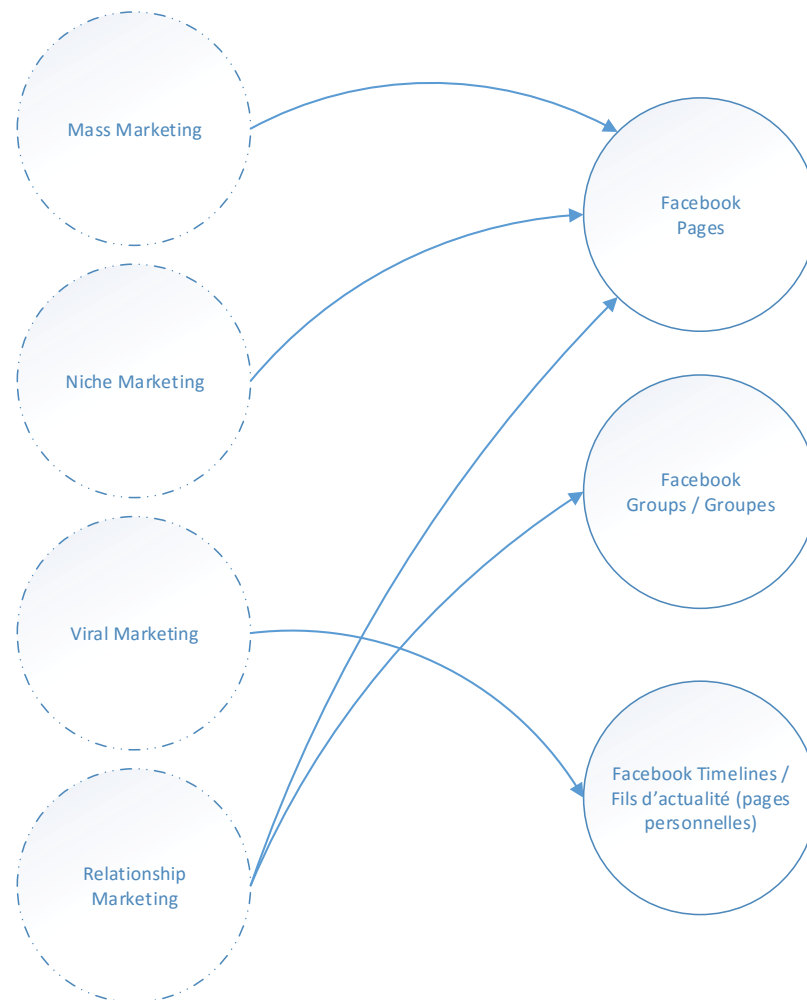 Mass Marketing
Niche Marketing
Viral Marketing
Relationship
Marketing
Facebook
Pages
Facebook
Groups / Groupes
Facebook Timelines /
Fils d’actualité (pages
personnelles)